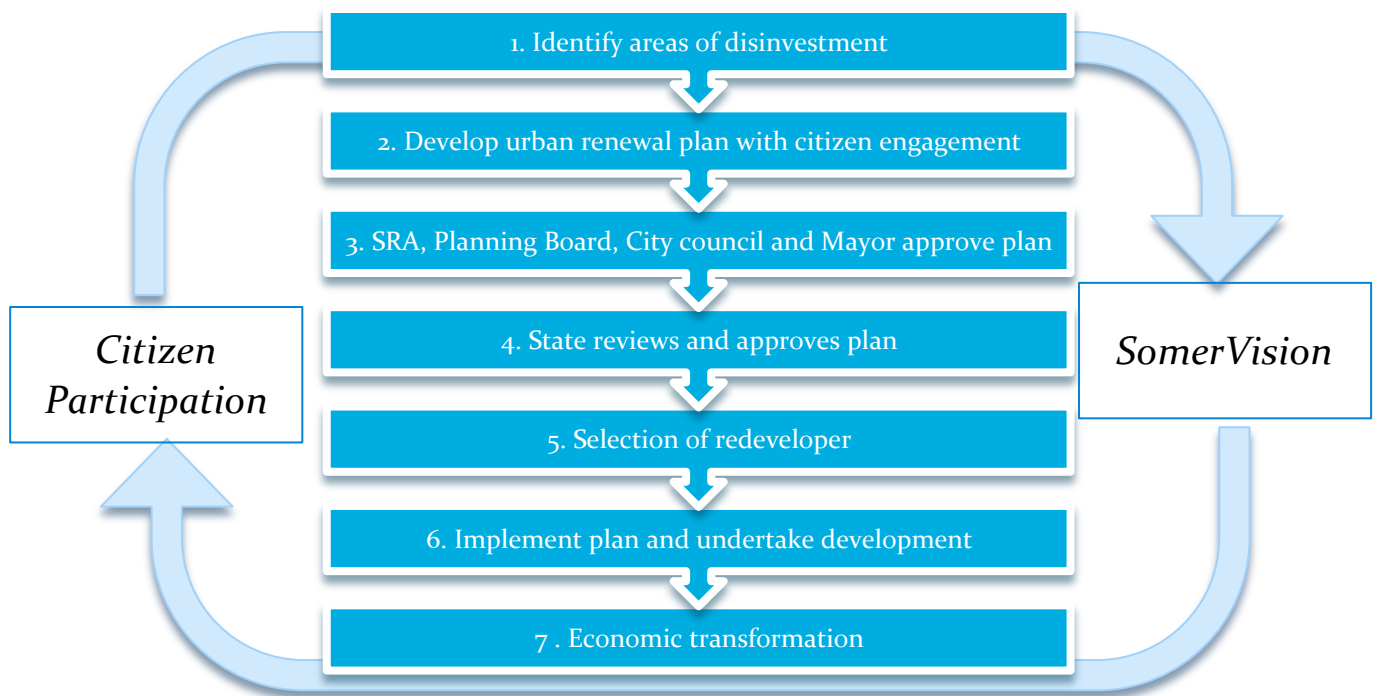 1. Identify areas of disinvestment
2. Develop urban renewal plan with citizen engagement
3. SRA, Planning Board, City council and Mayor approve plan
4. State reviews and approves plan
5. Selection of redeveloper
6. Implement plan and undertake development
7 . Economic transformation
Citizen
Participation
SomerVision